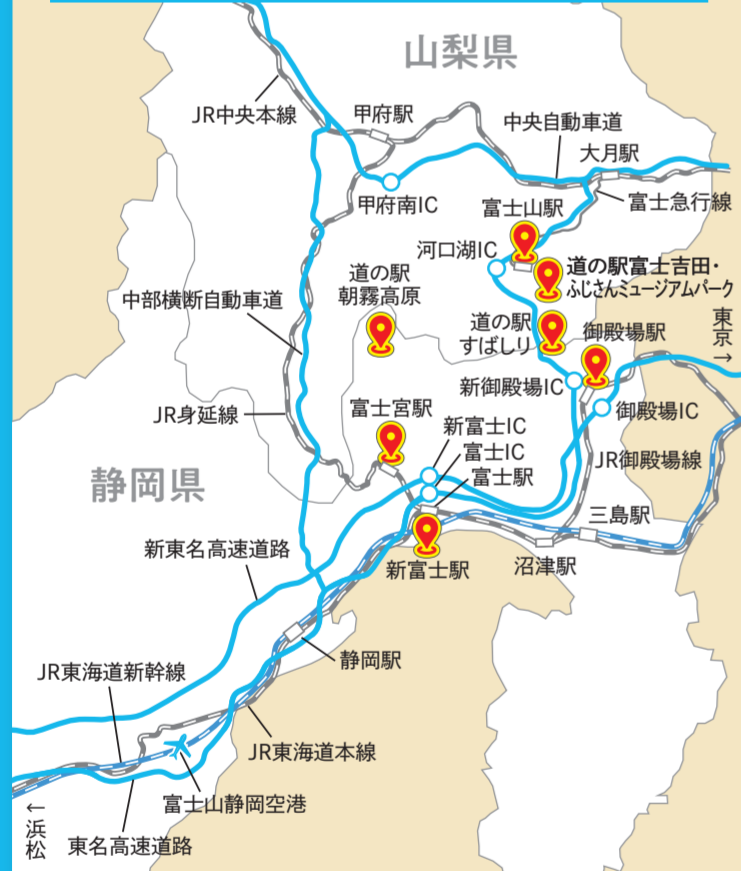 山梨県
JR中央本線
甲府駅
中央自動車道
大月駅
甲府南IC
富士山駅
富士急行線
河口湖IC
道の駅富士吉田・
ふじさんミュージアムパーク
道の駅
朝霧高原
中部横断自動車道
道の駅
すばしり
御殿場駅
東京→
新御殿場IC
御殿場IC
JR身延線
富士宮駅
新富士IC
富士IC
富士駅
JR御殿場線
静岡県
三島駅
新東名高速道路
新富士駅
沼津駅
静岡駅
JR東海道新幹線
JR東海道本線
富士山静岡空港
←浜松
東名高速道路